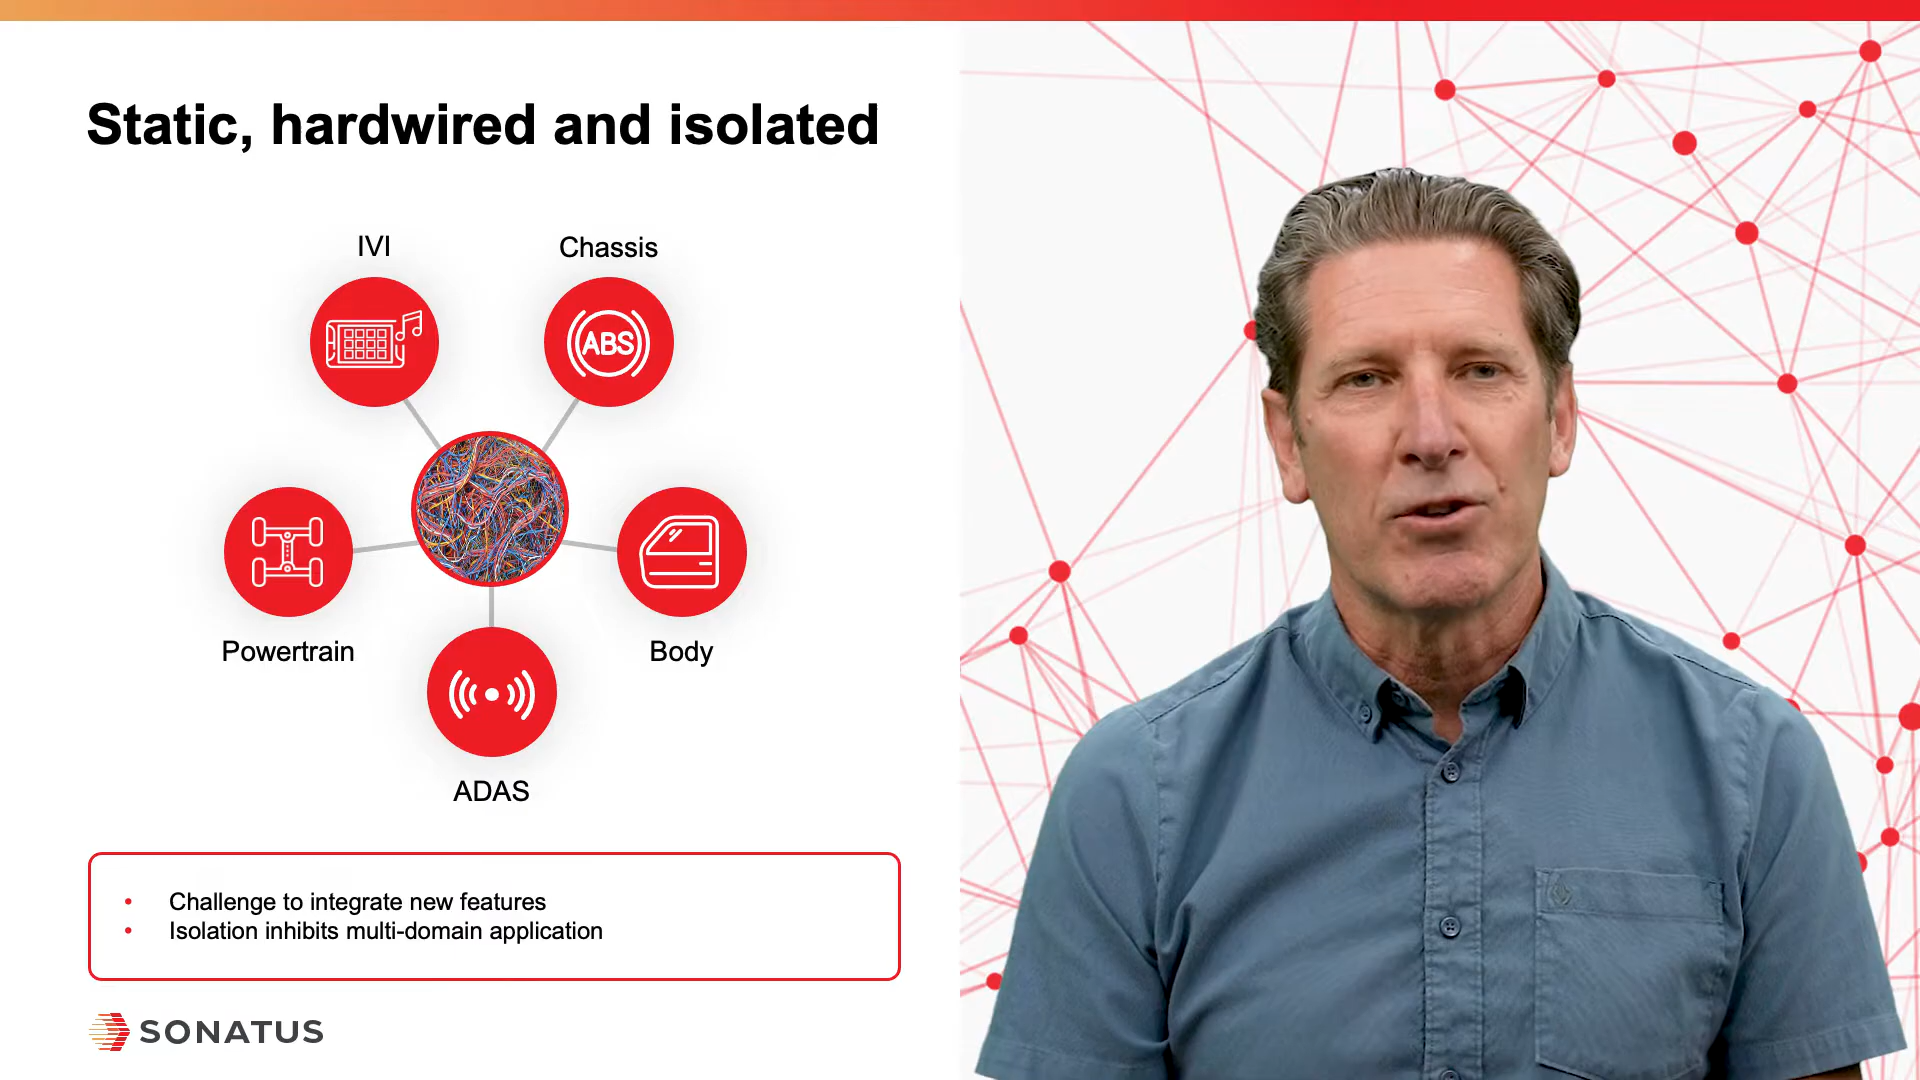 Static, hardwired and isolated
IVI
Chassis
ABS
Powertrain
Body
ADAS
• Challenge to integrate new features
• Isolation inhibits multi-domain application
SONATUS